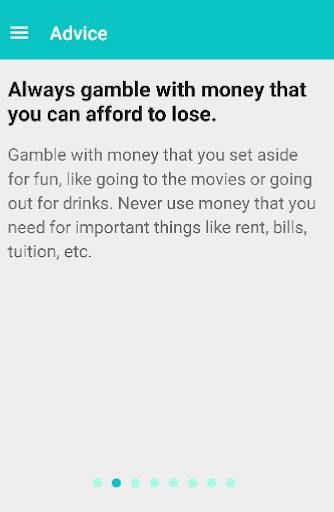 Advice
Always gamble with money that
you can afford to lose.
Gamble with money that you set aside
for fun, like going to the movies or going
out for drinks. Never use money that you
need for important things like rent, bills,
tuition, etc.